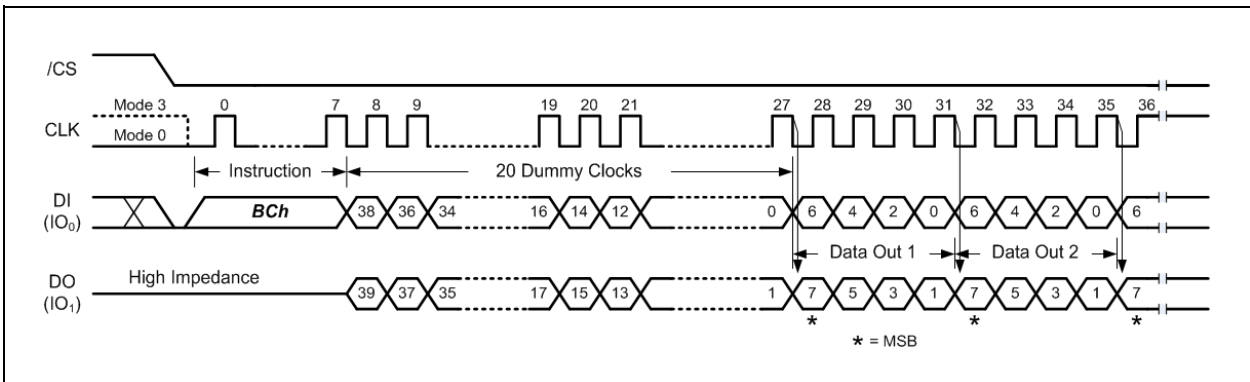 /CS
Mode 3 0 7 8 9 19 20 21 27 28 29 30 31 32 33 34 35 36
CLK
Mode 0
Instruction 20 Dummy Clocks
DI
(IO0) BCh 38 36 34 16 14 12 0 6 4 2 0 6 4 2 0 6
Data Out 1 Data Out 2
DO High Impedance
(IO1) 39 37 35 17 15 13 1 7 5 3 1 7 5 3 1 7
* * *
* = MSB